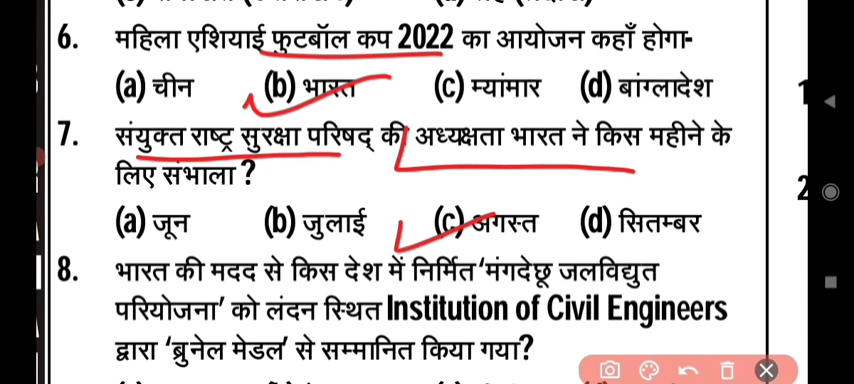 6. महिला एशियाई फुटबॉल कप 2022 का आयोजन कहाँ होगा-
(a) चीन (b) भारत (c) म्यांमार (d) बांग्लादेश
7. संयुक्त राष्ट्र सुरक्षा परिषद् की अध्यक्षता भारत ने किस महीने के
लिए संभाला ?
(a) जून (b) जुलाई (c) अगस्त (d) सितम्बर
8. भारत की मदद से किस देश में निर्मित 'मंगदेछू जलविद्युत
परियोजना' को लंदन स्थित Institution of Civil Engineers
द्वारा 'ब्रुनेल मेडल' से सम्मानित किया गया?